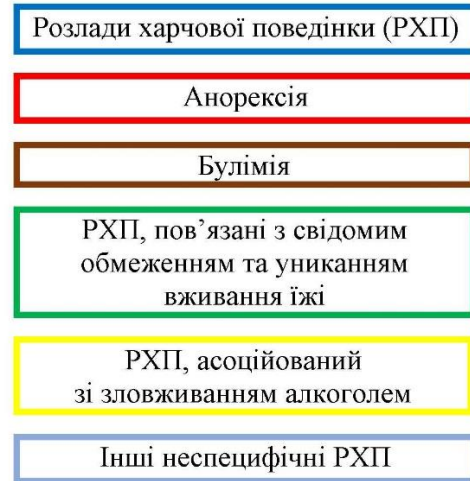 Розлади харчової поведінки (РХП)
Анорексія
Булімія
РХП, пов’язані з свідомим
обмеженням та униканням
вживання їжі
РХП, асоційований
зі зловживанням алкоголем
Інші неспецифічні РХП